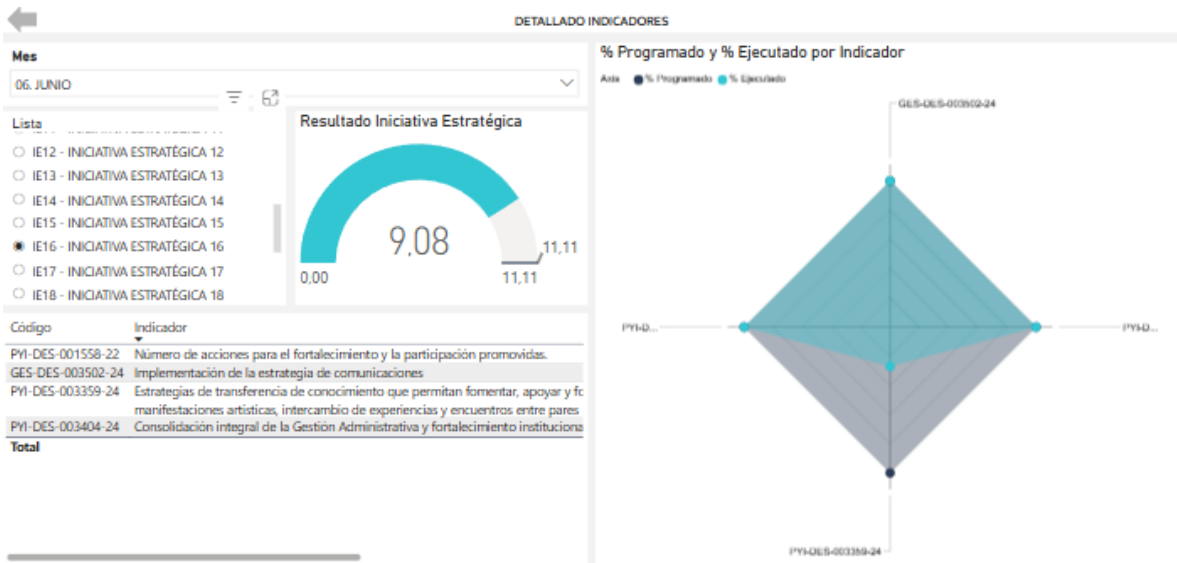 DETALLADO INDICADORES
Mes
06. JUNIO
Lista
IE12 - INICIATIVA ESTRATÉGICA 12
IE13 - INICIATIVA ESTRATÉGICA 13
IE14 - INICIATIVA ESTRATÉGICA 14
IE15 - INICIATIVA ESTRATÉGICA 15
IE16 - INICIATIVA ESTRATÉGICA 16
IE17 - INICIATIVA ESTRATÉGICA 17
IE18 - INICIATIVA ESTRATÉGICA 18
Resultado Iniciativa Estratégica
9,08
11,11
0,00
11,11
Código Indicador
PYI-DES-001558-22 Número de acciones para el fortalecimiento y la participación promovidas.
GES-DES-003502-24 Implementación de la estrategia de comunicaciones
PYI-DES-003359-24 Estrategias de transferencia de conocimiento que permitan fomentar, apoyar y fo
manifestaciones artísticas, intercambio de experiencias y encuentros entre pares
PYI-DES-003404-24 Consolidación integral de la Gestión Administrativa y fortalecimiento instituciona
Total
% Programado y % Ejecutado por Indicador
Axis % Programado % Ejecutado
GES-DES-003502-24
PYI-D...
PYI-D...
PYI-DES-003359-24